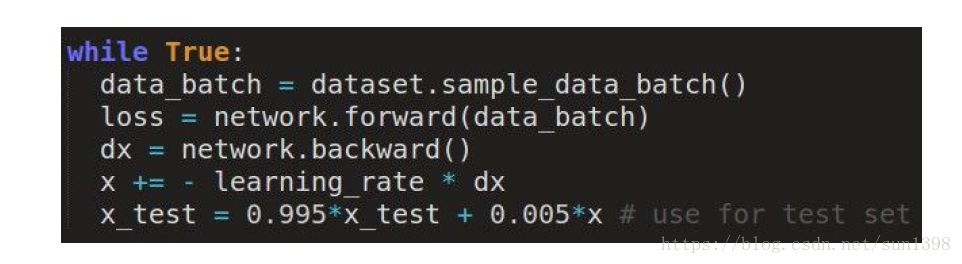 while True:
data_batch = dataset.sample_data_batch()
loss = network.forward(data_batch)
dx = network.backward()
x += - learning_rate * dx
x_test = 0.995*x_test + 0.005*x # use for test set
https://blog.csdn.net/sun1398